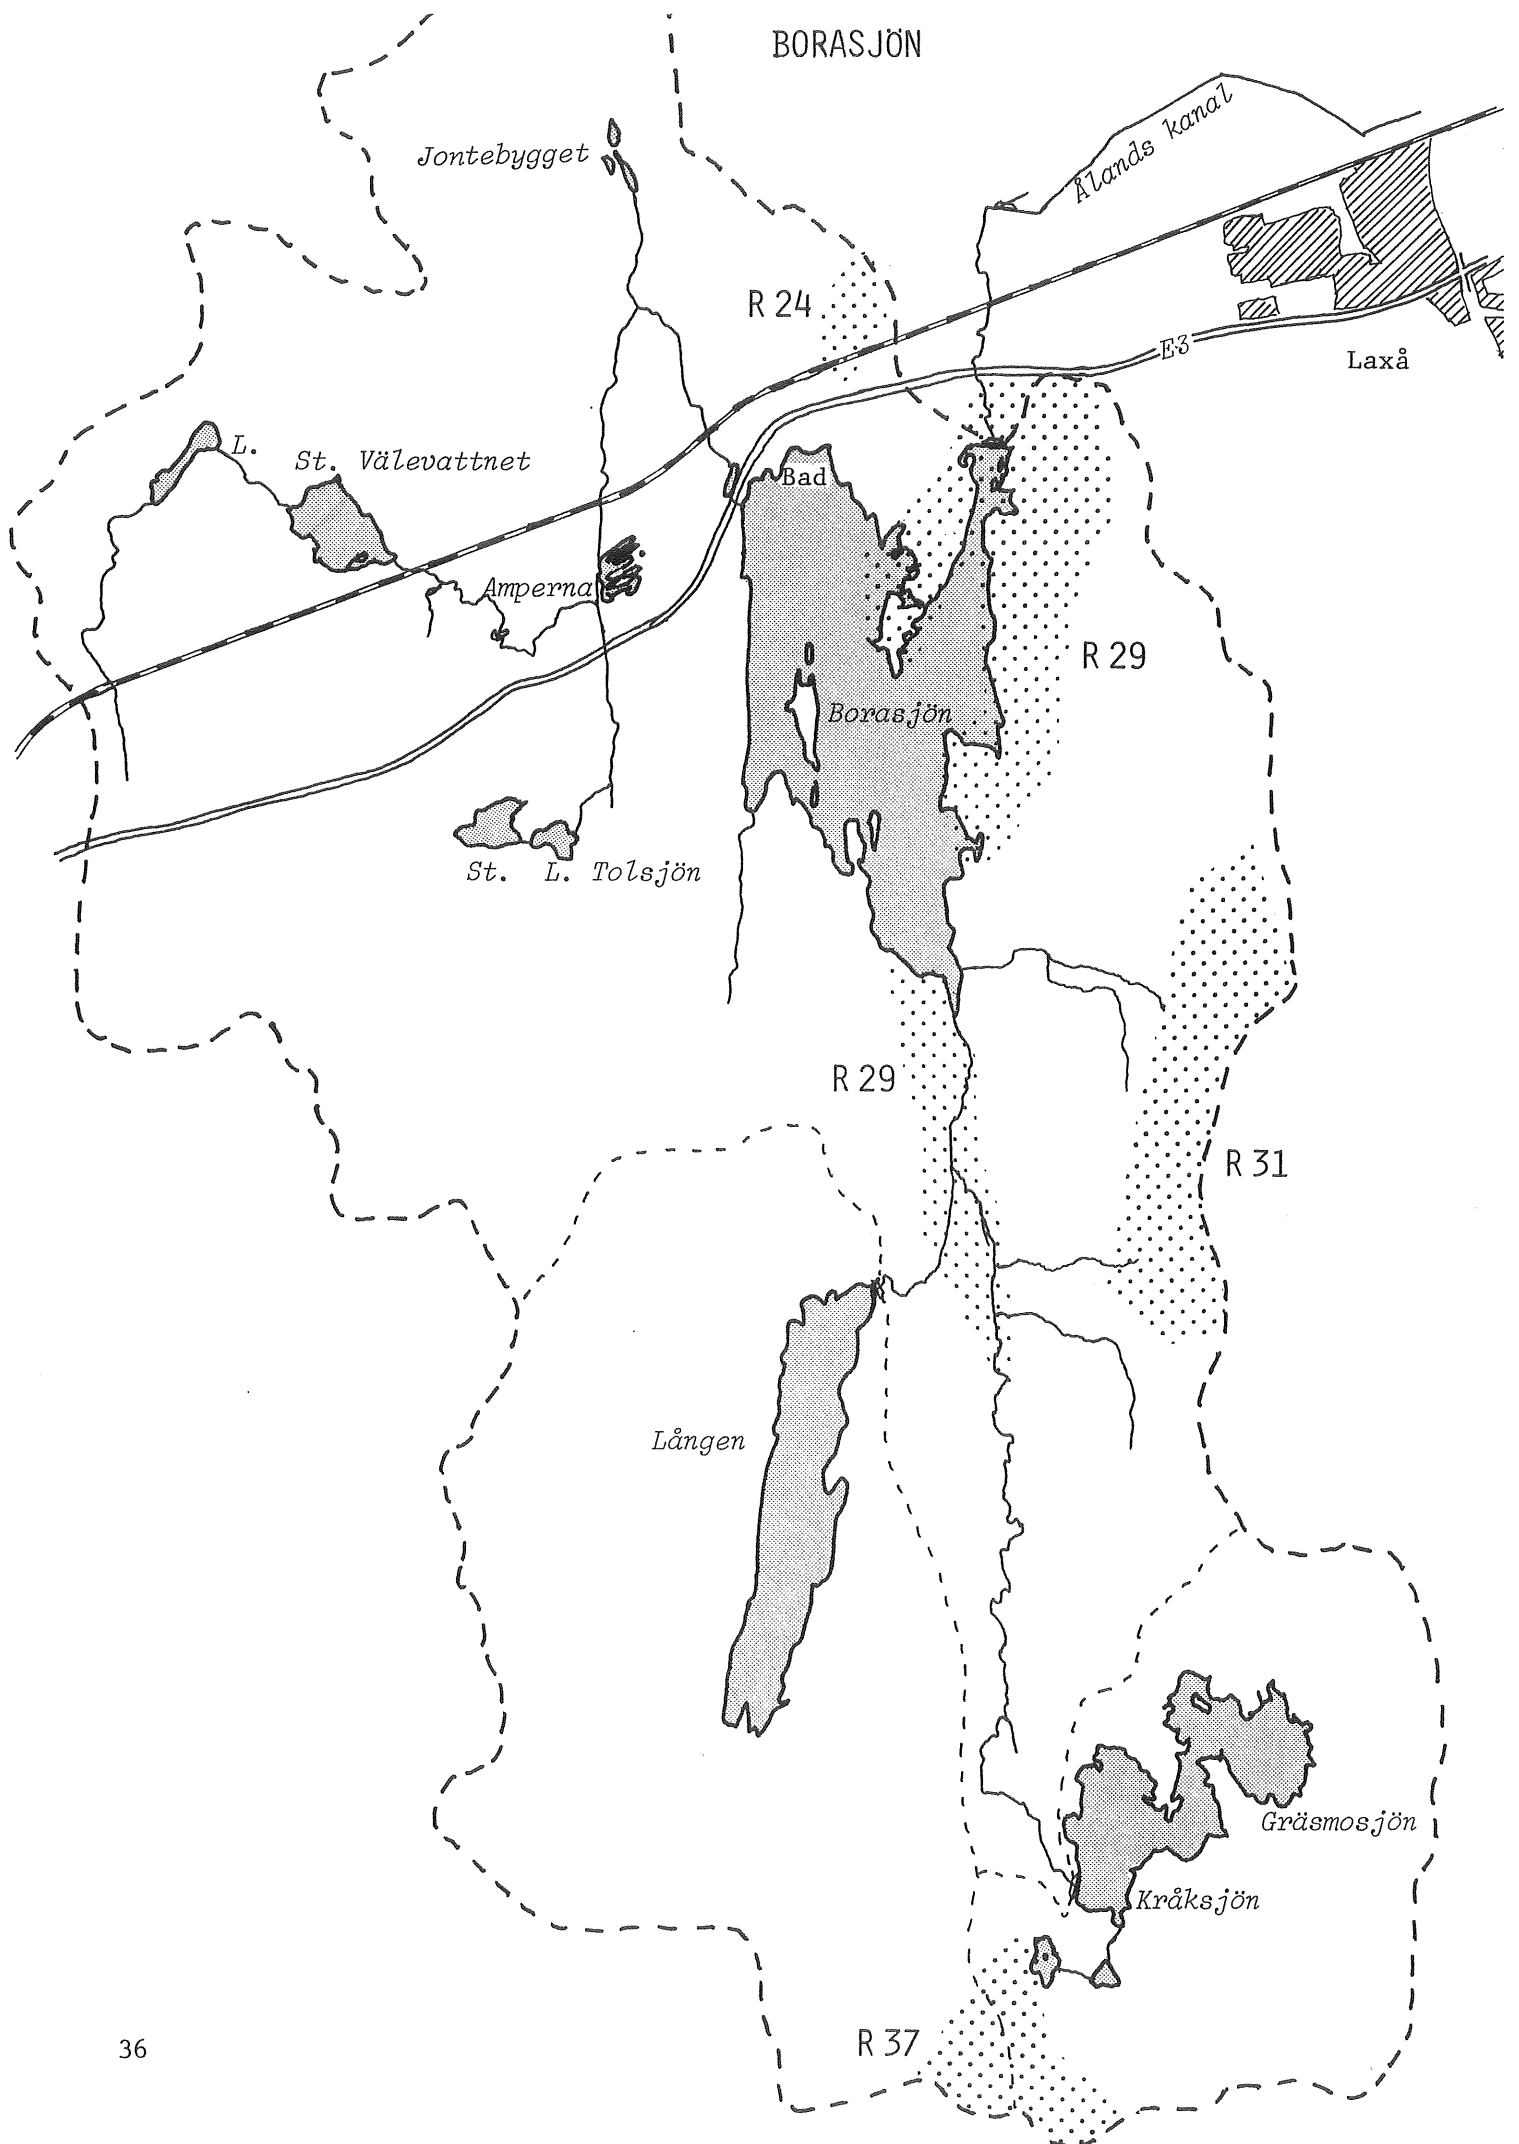 BORASJÖN
Ålands kanal
Jontebygget
R 24
E3
Laxå
L.
St. Välevattnet
Bad
Amperna
R 29
Borasjön
St. L. Tolsjön
R 29
R 31
Lången
Gräsmosjön
Kråksjön
R 37
36